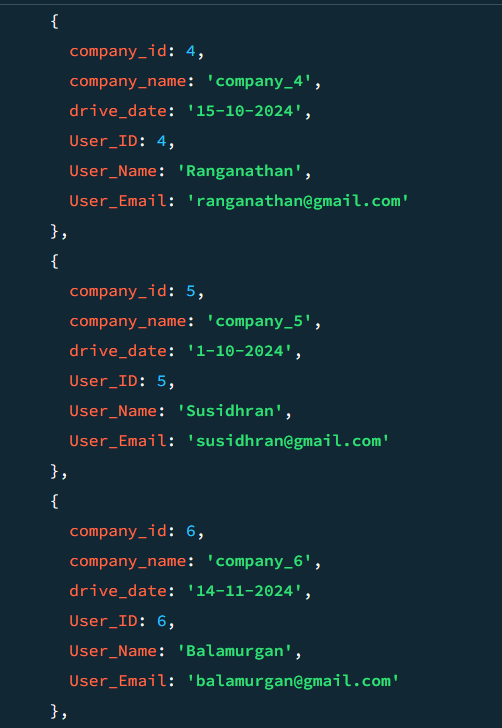 {
company_id: 4,
company_name: 'company_4',
drive_date: '15-10-2024',
User_ID: 4,
User_Name: 'Ranganathan',
User_Email: 'ranganathan@gmail.com'
},
{
company_id: 5,
company_name: 'company_5',
drive_date: '1-10-2024',
User_ID: 5,
User_Name: 'Susidhran',
User_Email: 'susidhran@gmail.com'
},
{
company_id: 6,
company_name: 'company_6',
drive_date: '14-11-2024',
User_ID: 6,
User_Name: 'Balamurgan',
User_Email: 'balamurgan@gmail.com'
},